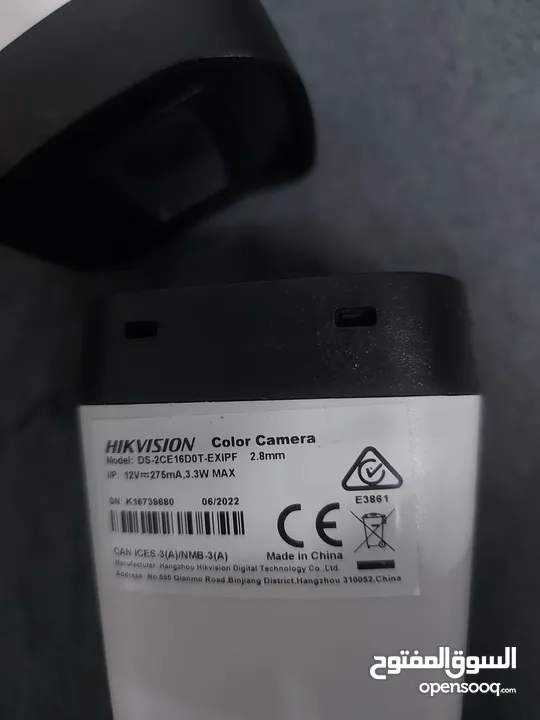 HIKVISION Color Camera
Model: DS-2CE16D0T-EXIPF 2.8mm
I/P: 12V⎓275mA,3.3W MAX
SN: K16739680 06/2022
E3861
CE
CAN ICES-3(A)/NMB-3(A) Made in China
Manufacturer: Hangzhou Hikvision Digital Technology Co.,Ltd.
Address: No.555 Qianmo Road,Binjiang District,Hangzhou 310052,China
السوق المفتوح
opensooq.com